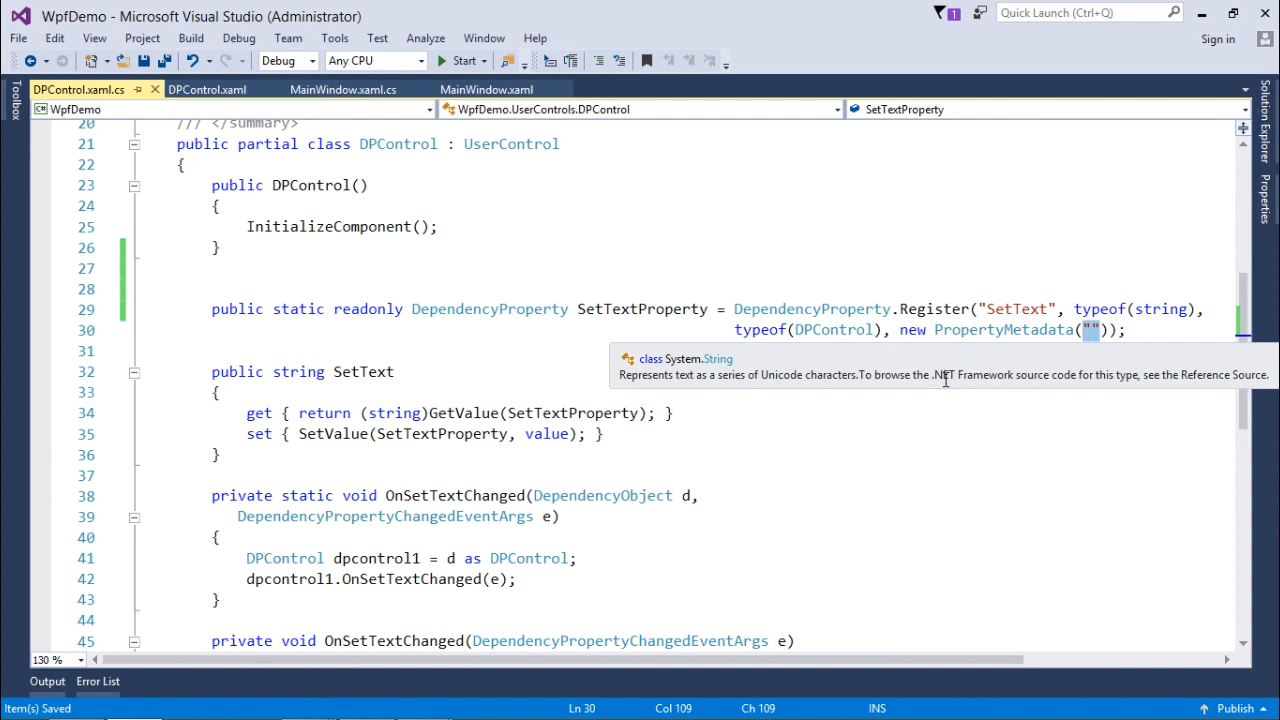 WpfDemo - Microsoft Visual Studio (Administrator)
1
Quick Launch (Ctrl+Q)
File Edit View Project Build Debug Team Tools Test Analyze Window Help
Sign in
Debug Any CPU Start
Toolbox
DPControl.xaml.cs DPControl.xaml MainWindow.xaml.cs MainWindow.xaml
WpfDemo WpfDemo.UserControls.DPControl SetTextProperty
Solution Explorer
Properties
20 /// </summary>
21 public partial class DPControl : UserControl
22 {
23 public DPControl()
24 {
25 InitializeComponent();
26 }
27
28
29 public static readonly DependencyProperty SetTextProperty = DependencyProperty.Register("SetText", typeof(string),
30 typeof(DPControl), new PropertyMetadata(""));
31
class System.String
Represents text as a series of Unicode characters.To browse the .NET Framework source code for this type, see the Reference Source.
32 public string SetText
33 {
34 get { return (string)GetValue(SetTextProperty); }
35 set { SetValue(SetTextProperty, value); }
36 }
37
38 private static void OnSetTextChanged(DependencyObject d,
39 DependencyPropertyChangedEventArgs e)
40 {
41 DPControl dpcontrol1 = d as DPControl;
42 dpcontrol1.OnSetTextChanged(e);
43 }
44
45 private void OnSetTextChanged(DependencyPropertyChangedEventArgs e)
130 %
Output Error List
Item(s) Saved Ln 30 Col 109 Ch 109 INS Publish